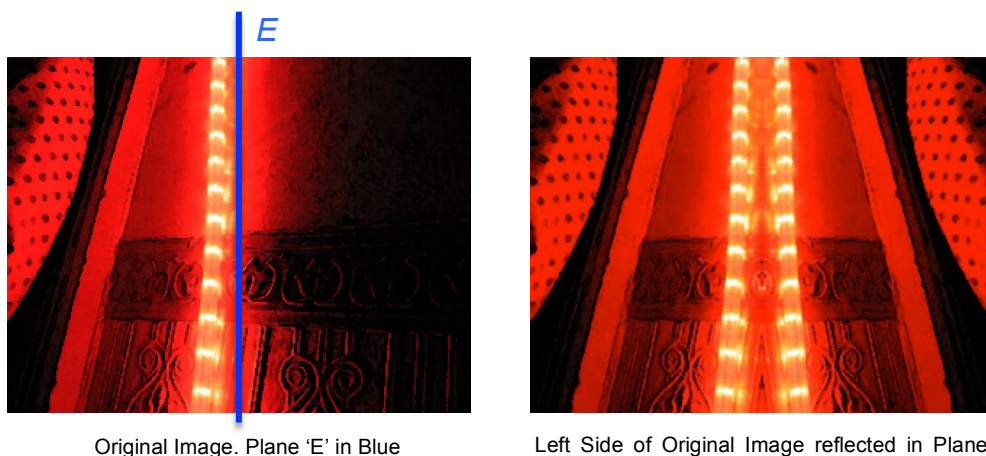 E
Original Image. Plane ‘E’ in Blue
Left Side of Original Image reflected in Plane